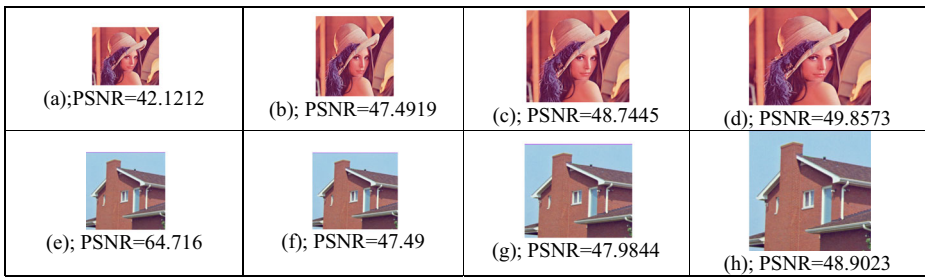 (a);PSNR=42.1212
(b); PSNR=47.4919
(c); PSNR=48.7445
(d); PSNR=49.8573
(e); PSNR=64.716
(f); PSNR=47.49
(g); PSNR=47.9844
(h); PSNR=48.9023